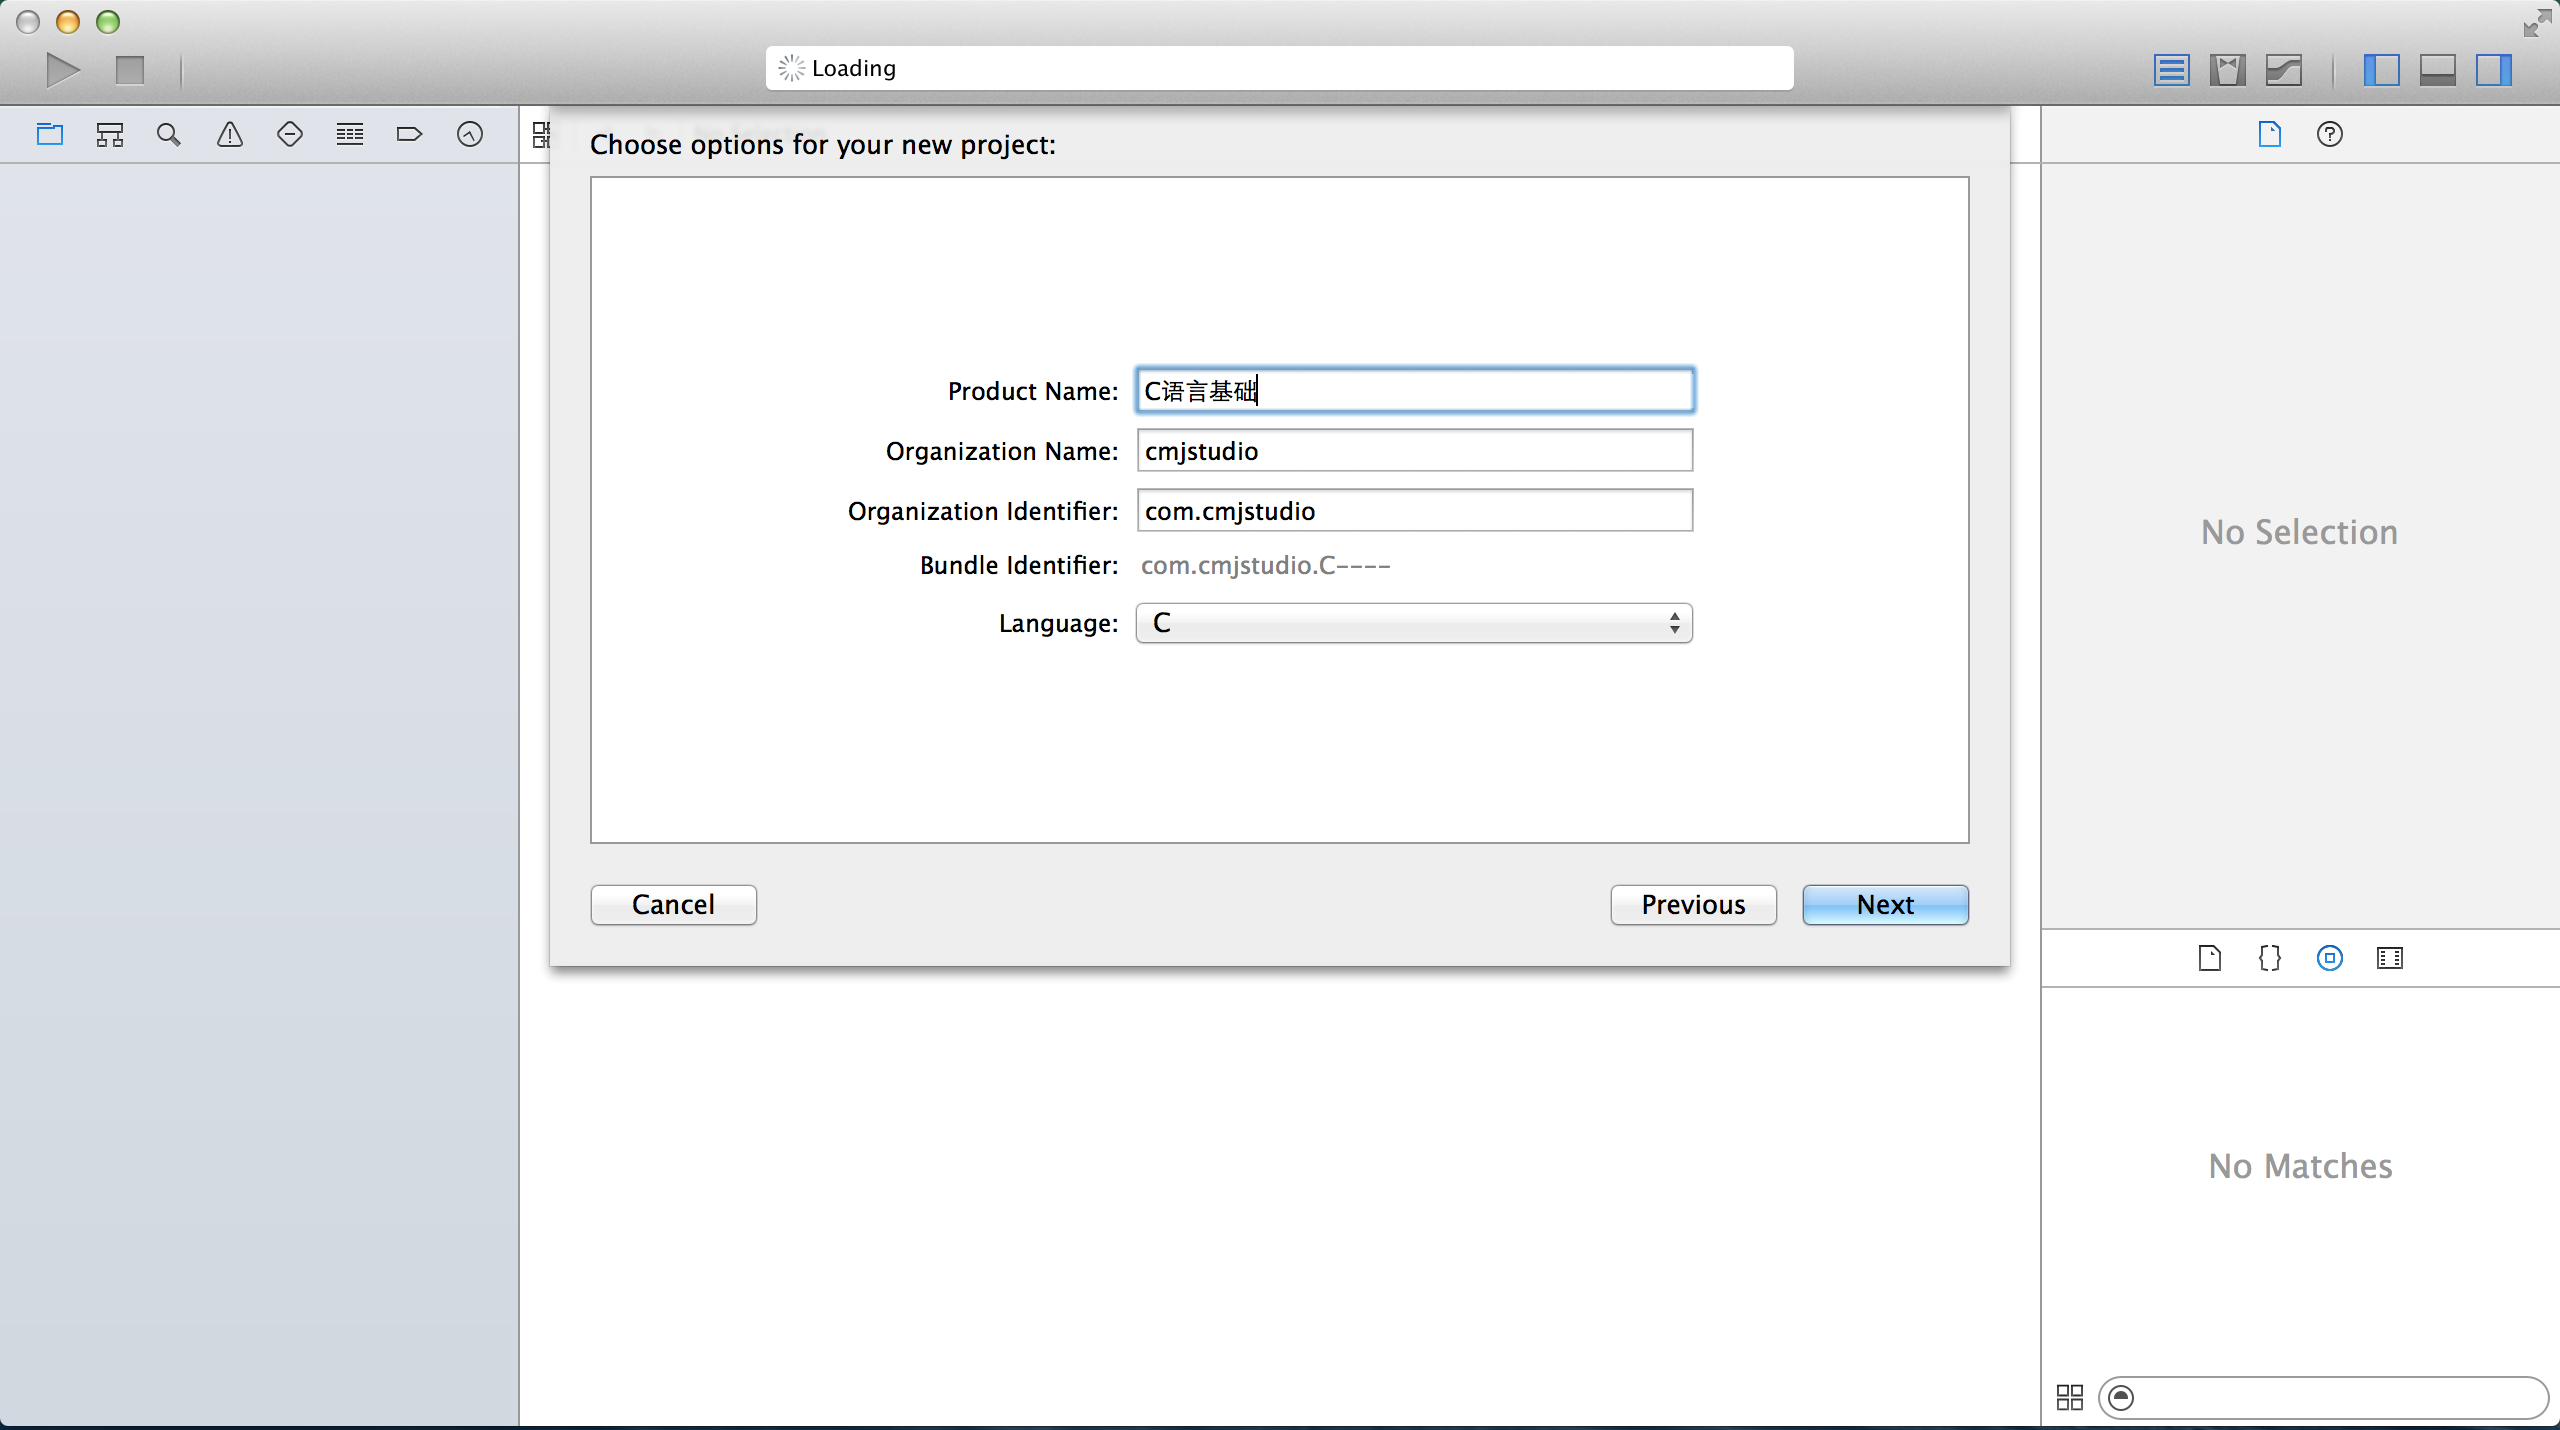 Loading
Choose options for your new project:
Product Name: C语言基础
Organization Name: cmjstudio
Organization Identifier: com.cmjstudio
Bundle Identifier: com.cmjstudio.C----
Language: C
Cancel
Previous
Next
No Selection
No Matches